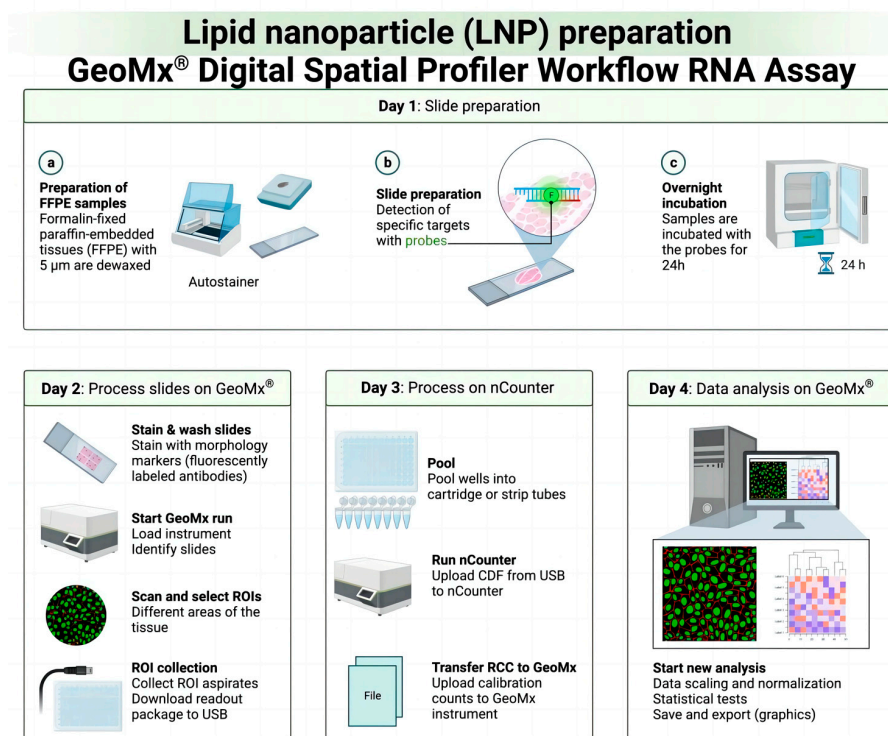 Lipid nanoparticle (LNP) preparation
GeoMx® Digital Spatial Profiler Workflow RNA Assay
Day 1: Slide preparation
a
Preparation of
FFPE samples
Formalin-fixed
paraffin-embedded
tissues (FFPE) with
5 µm are dewaxed
Autostainer
b
Slide preparation
Detection of
specific targets
with probes
F
c
Overnight
incubation
Samples are
incubated with
the probes for
24h
24 h
Day 2: Process slides on GeoMx®
Stain & wash slides
Stain with morphology
markers (fluorescently
labeled antibodies)
Start GeoMx run
Load instrument
Identify slides
Scan and select ROIs
Different areas of the
tissue
ROI collection
Collect ROI aspirates
Download readout
package to USB
Day 3: Process on nCounter
Pool
Pool wells into
cartridge or strip tubes
Run nCounter
Upload CDF from USB
to nCounter
File
Transfer RCC to GeoMx
Upload calibration
counts to GeoMx
instrument
Day 4: Data analysis on GeoMx®
Start new analysis
Data scaling and normalization
Statistical tests
Save and export (graphics)